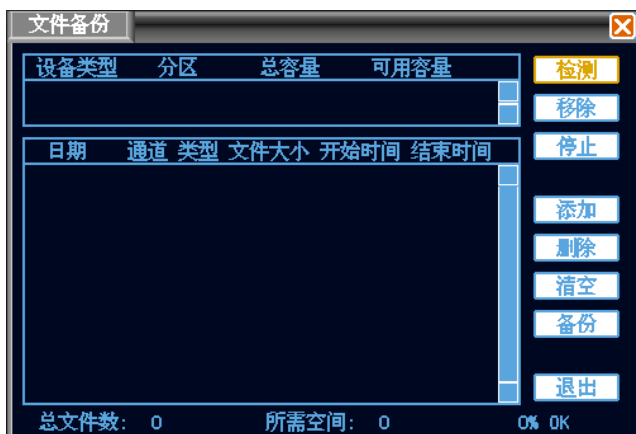 文件备份
设备类型 分区 总容量 可用容量
检测
移除
日期 通道 类型 文件大小 开始时间 结束时间
停止
添加
删除
清空
备份
退出
总文件数: 0 所需空间: 0 0% OK